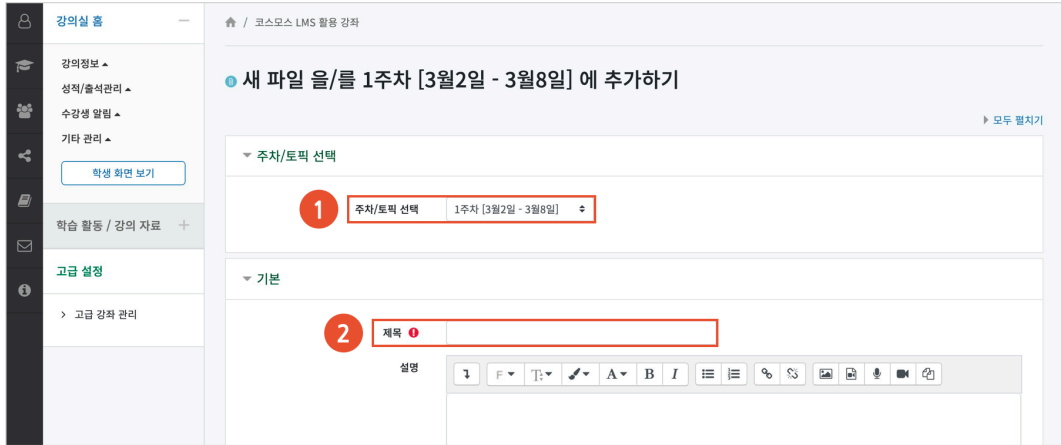 강의실 홈
코스모스 LMS 활용 강좌
강의정보
성적/출석관리
수강생 알림
기타 관리
학생 화면 보기
학습 활동 / 강의 자료
고급 설정
고급 강좌 관리
새 파일 을/를 1주차 [3월2일 - 3월8일] 에 추가하기
모두 펼치기
주차/토픽 선택
1 주차/토픽 선택 1주차 [3월2일 - 3월8일]
기본
2 제목
설명
F T A B I